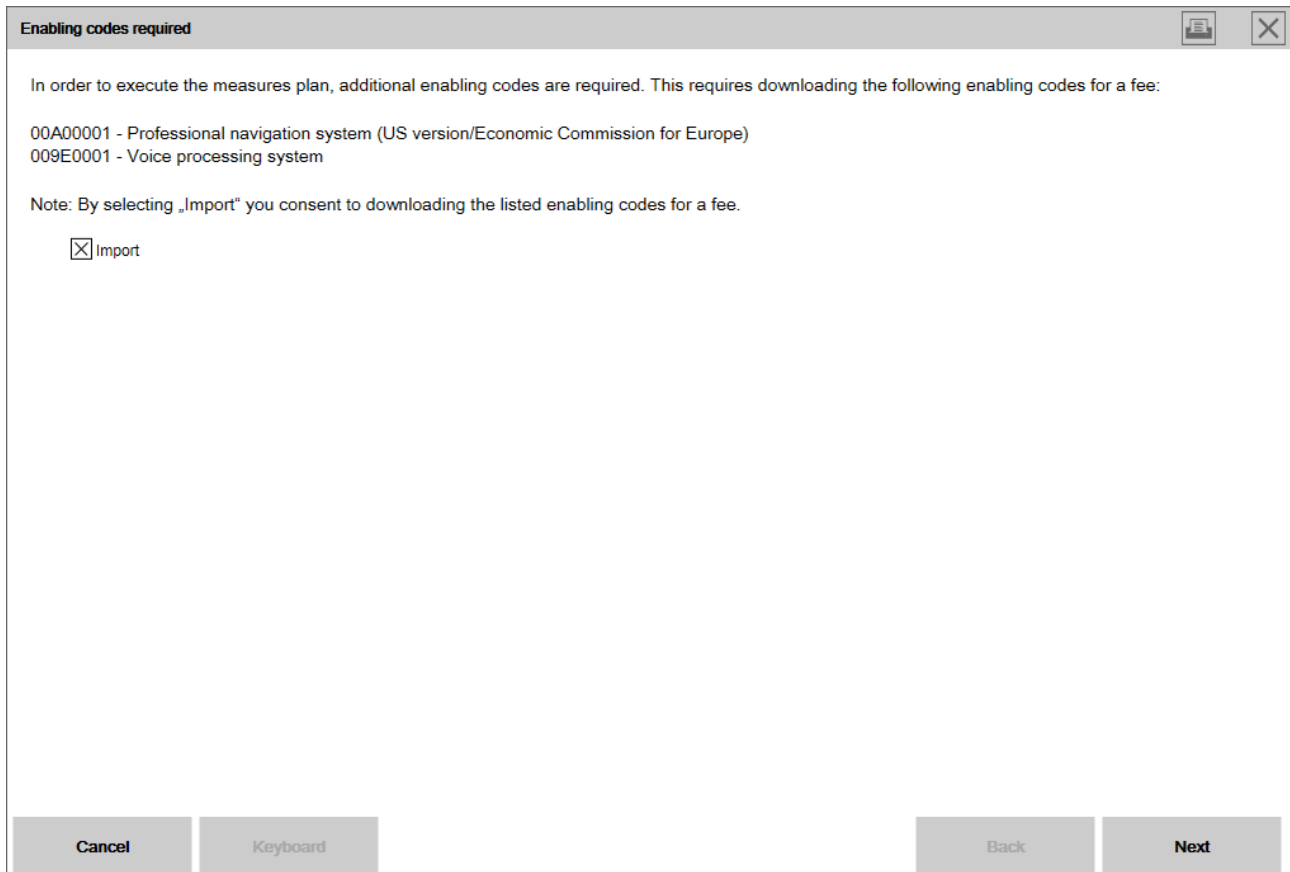 Enabling codes required
In order to execute the measures plan, additional enabling codes are required. This requires downloading the following enabling codes for a fee:
00A00001 - Professional navigation system (US version/Economic Commission for Europe)
009E0001 - Voice processing system
Note: By selecting „Import“ you consent to downloading the listed enabling codes for a fee.
Import
Cancel Keyboard Back Next